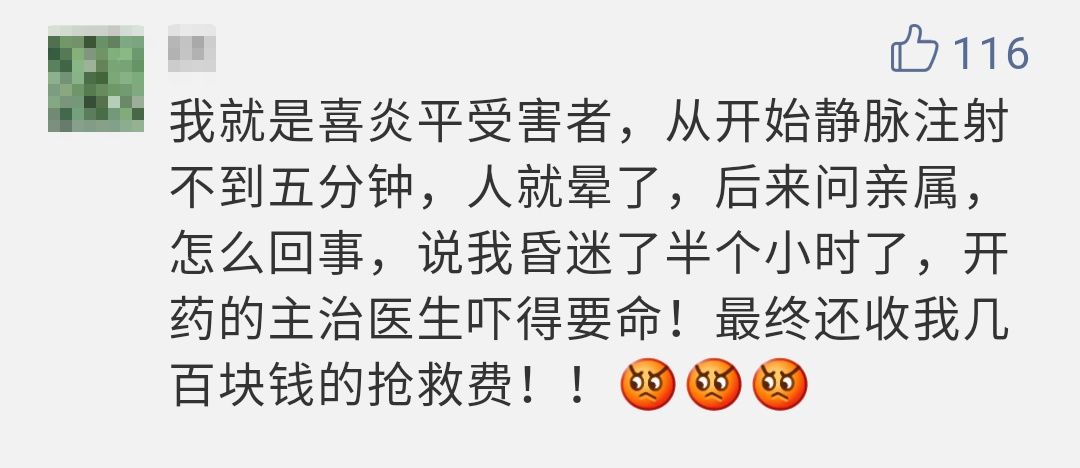 116
我就是喜炎平受害者，从开始静脉注射
不到五分钟，人就晕了，后来问亲属，
怎么回事，说我昏迷了半个小时了，开
药的主治医生吓得要命！最终还收我几
百块钱的抢救费！！😡😡😡